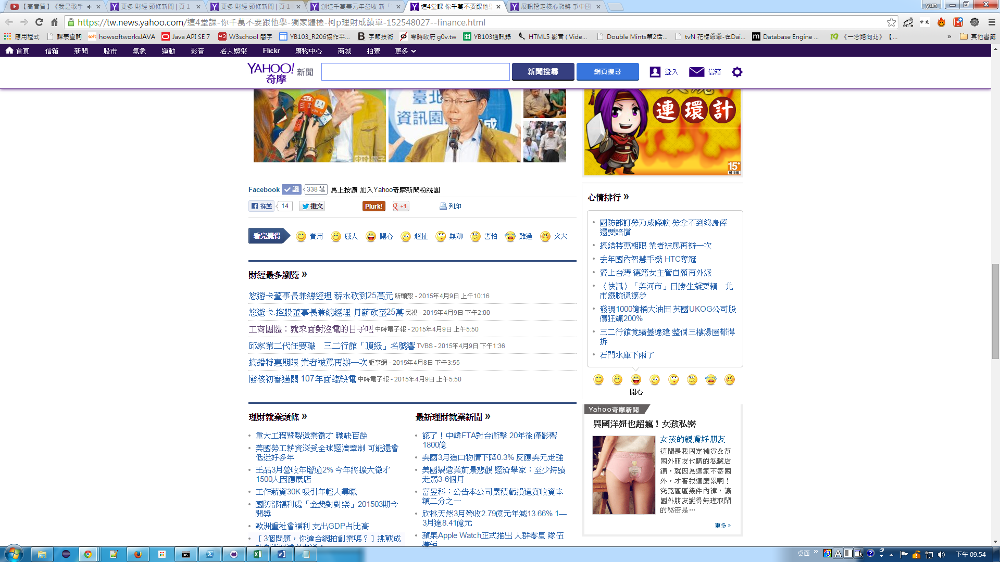 【高音質】《我是歌手
更多 財經 頭條新聞 | 頁 1
更多 財經 頭條新聞 | 頁 1
創造千萬美元年營收 新「
這4堂課 你千萬不要跟他學
展訊挖走核心戰將 爭中國
yun
https://tw.news.yahoo.com/這4堂課-你千萬不要跟他學-獨家體檢-柯p理財成績單-152548027--finance.html
應用程式
課表查詢
howsoftworksJAVA
Java API SE 7
W3school 簡字
YB103_R206協作平...
字節技術
零時政府 g0v.tw
YB103通訊錄
HTML5 影音 ( Vide...
Double Mints第2話...
tvN 花樣爺爺-在Dai...
Database Engine ...
《一念路向北》【...
»
其他書籤
首頁 信箱 新聞 股市 氣象 運動 影音 名人娛樂 Flickr 購物中心 商城 拍賣 更多
YAHOO! 奇摩 新聞
新聞搜尋
網頁搜尋
登入
信箱
臺北
資訊園
成
中時電子
連環計
15+
Facebook 讚 338 萬 馬上按讚 加入Yahoo奇摩新聞粉絲團
推薦 14 推文 Plurk! +1 列印
看完覺得 實用 感人 開心 超扯 無聊 害怕 難過 火大
財經最多瀏覽 »
悠遊卡董事長兼總經理 薪水砍到25萬元 新頭殼 - 2015年4月9日 上午10:16
悠遊卡.控股董事長兼總經理 月薪砍至25萬 民視 - 2015年4月9日 下午2:00
工商團體：就來面對沒電的日子吧 中時電子報 - 2015年4月9日 上午5:50
邱家第二代任要職　三二行館「頂級」名號響 TVBS - 2015年4月9日 下午1:36
搞錯特惠期限 業者被罵再辦一次 鉅亨網 - 2015年4月8日 下午3:55
廢核初審過關 107年面臨缺電 中時電子報 - 2015年4月9日 上午5:50
理財就業頭條 »
重大工程暨製造業徵才 職缺百餘
美國勞工薪資深受全球經濟牽制 可能還會
低迷好多年
王品3月營收年增逾2% 今年將擴大徵才
1500人因應展店
工作薪資30K 吸引年輕人尋職
國防部福利處「金獎對對樂」201503期今
開獎
歐洲重社會福利 支出GDP占比高
〔3個問題，你適合網拍創業嗎？〕挑戰成
最新理財就業新聞 »
認了！中韓FTA對台衝擊 20年後僅影響
1800億
美國3月進口物價下降0.3% 反應美元走強
美國製造業前景悲觀 經濟學家：至少持續
走弱3-6個月
富昱科：公告本公司累積虧損達實收資本
額二分之一
欣桃天然3月營收2.79億元年減13.66% 1—
3月達8.41億元
蘋果Apple Watch正式推出 人群零星 隊伍
嫌短
心情排行 »
國防部訂勞乃成條款 勞拿不到終身俸
還要賠償
搞錯特惠期限 業者被罵再辦一次
去年國內智慧手機 HTC奪冠
愛上台灣 德籍女主管自願再外派
〈快訊〉「美河市」日勝生擬耍賴　北
市鐵腕逼讓步
發現1000億桶大油田 英國UKOG公司股
價狂飆200%
三二行館竟續蓋違建 整個三樓湯屋都得
拆
石門水庫下雨了
開心
Yahoo奇摩新聞
異國洋妞也超瘋！女孩私密
女孩的親膚好朋友
這間是我固定補貨＆幫
國外朋友代購的私藏店
鋪，就因為這家不寄國
外，才害我這麼累啊！
究竟區區幾件內褲，讓
國外朋友變得無理取鬧
的秘密是…
更多 »
桌面
下午 09:54